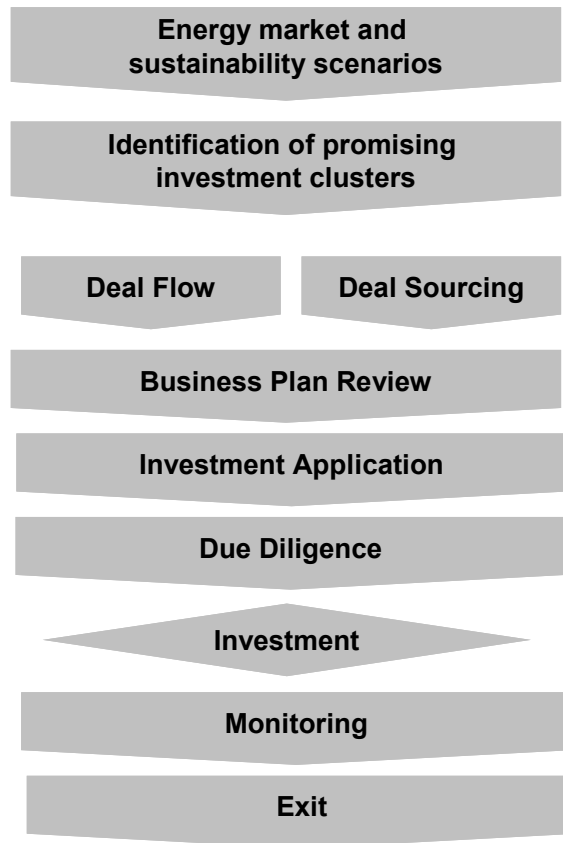 Energy market and
sustainability scenarios
Identification of promising
investment clusters
Deal Flow
Deal Sourcing
Business Plan Review
Investment Application
Due Diligence
Investment
Monitoring
Exit